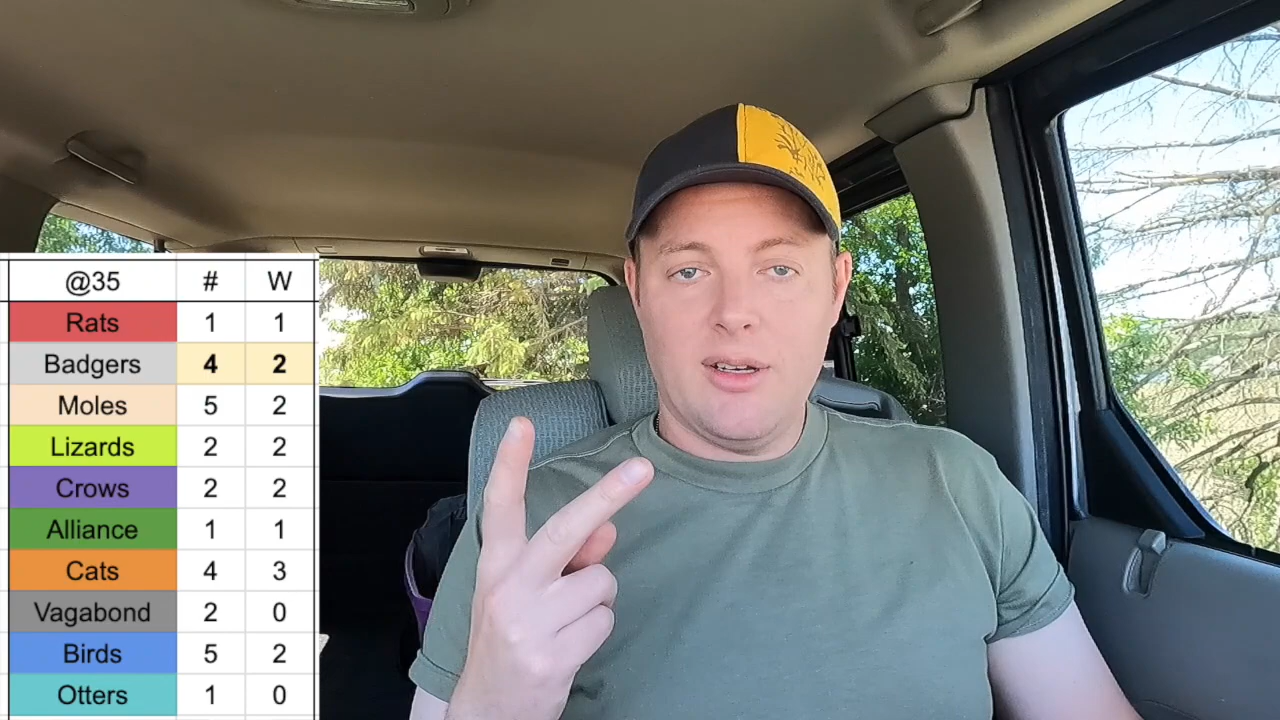 @35 # W
Rats 1 1
Badgers 4 2
Moles 5 2
Lizards 2 2
Crows 2 2
Alliance 1 1
Cats 4 3
Vagabond 2 0
Birds 5 2
Otters 1 0